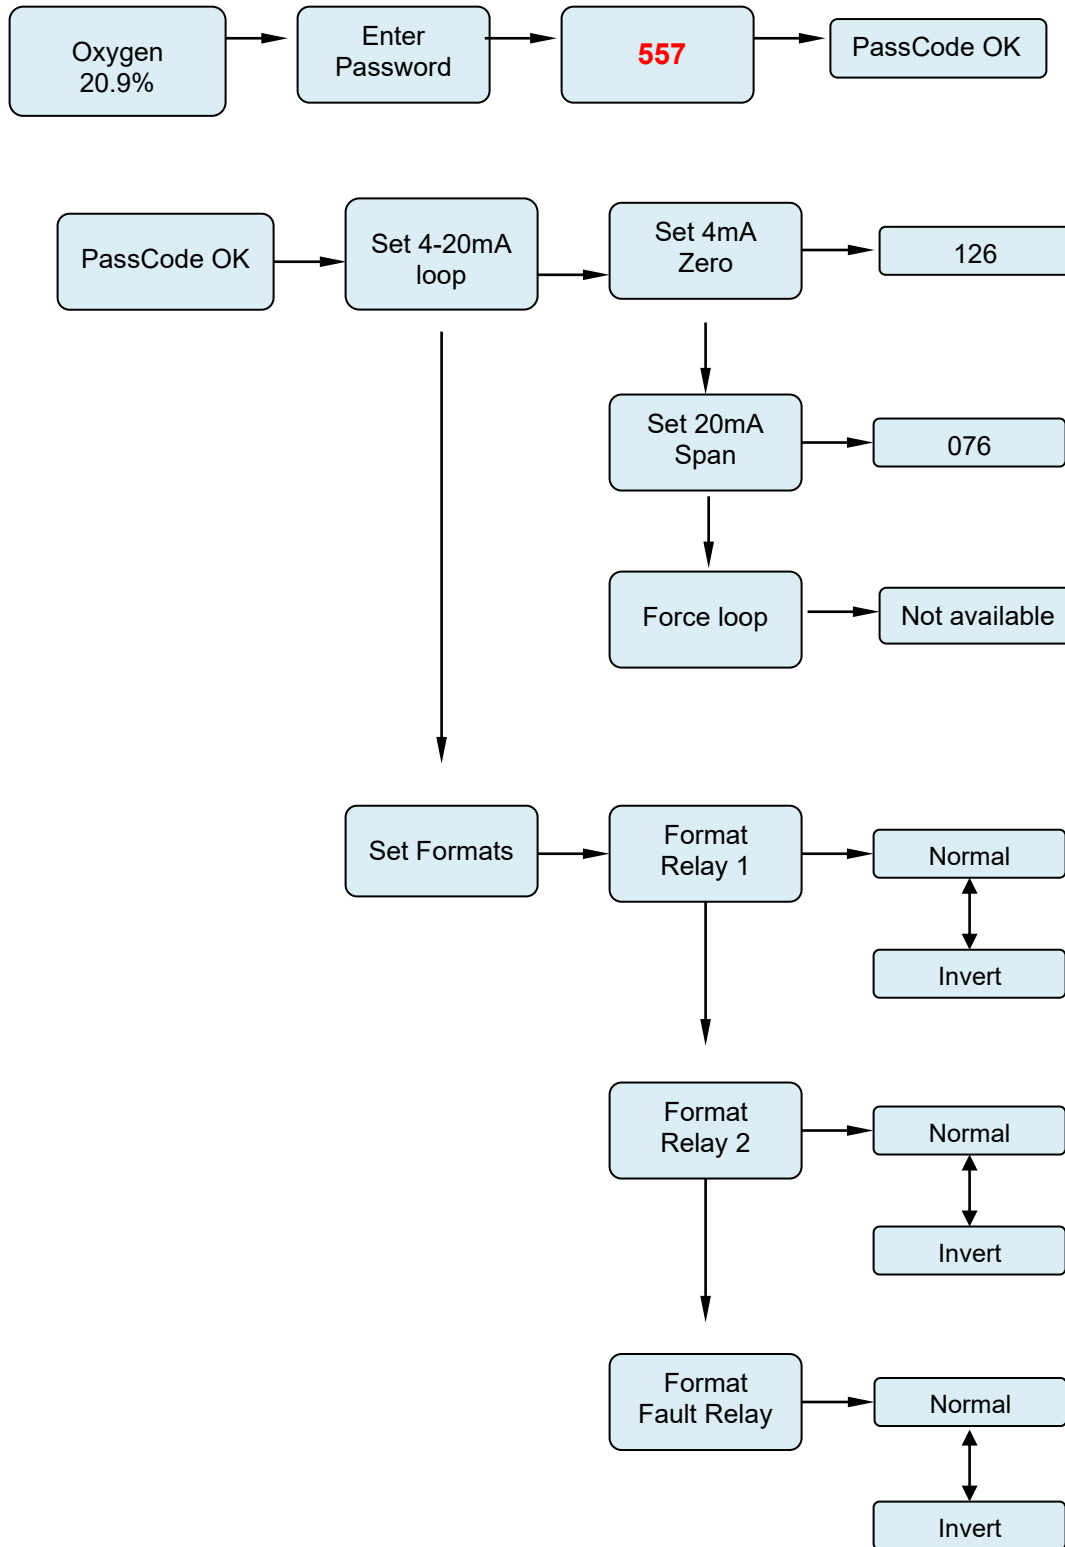 Oxygen
20.9%
Enter
Password
557
PassCode OK
PassCode OK
Set 4-20mA
loop
Set 4mA
Zero
126
Set 20mA
Span
076
Force loop
Not available
Set Formats
Format
Relay 1
Normal
Invert
Format
Relay 2
Normal
Invert
Format
Fault Relay
Normal
Invert